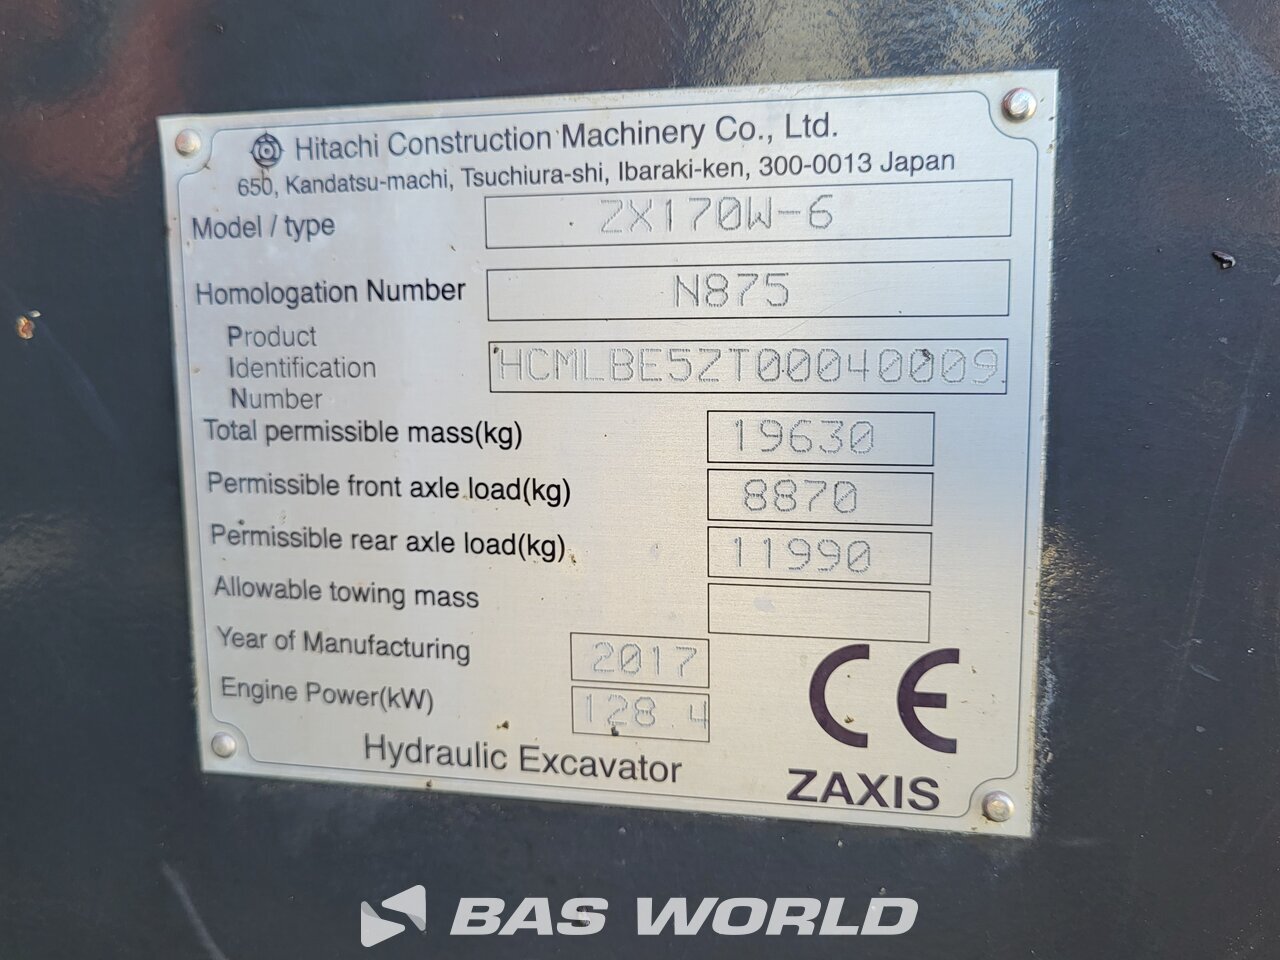 Hitachi Construction Machinery Co., Ltd.
650, Kandatsu-machi, Tsuchiura-shi, Ibaraki-ken, 300-0013 Japan
Model / type ZX170W-6
Homologation Number N875
Product
Identification HCMLBE5ZT00040009
Number
Total permissible mass(kg) 19630
Permissible front axle load(kg) 8870
Permissible rear axle load(kg) 11990
Allowable towing mass
Year of Manufacturing 2017
Engine Power(kW) 128.4
CE
Hydraulic Excavator
ZAXIS
BAS WORLD